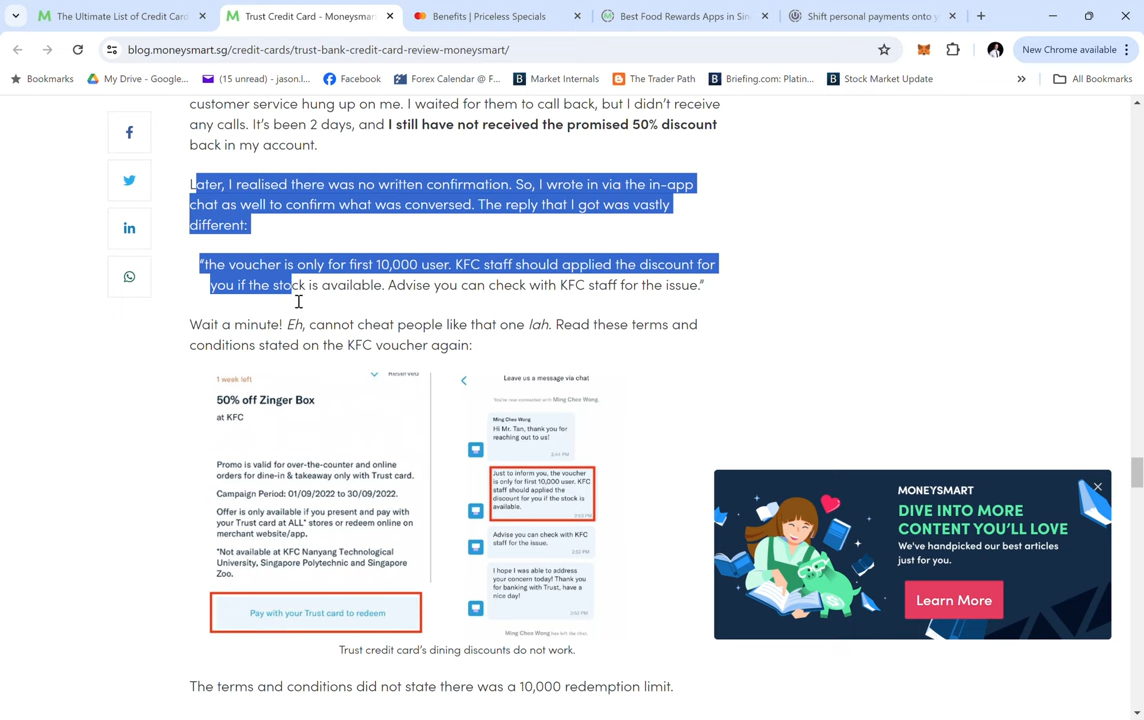 The Ultimate List of Credit Card
Trust Credit Card - Moneysmar
Benefits | Priceless Specials
Best Food Rewards Apps in Sin
Shift personal payments onto y
blog.moneysmart.sg/credit-cards/trust-bank-credit-card-review-moneysmart/
New Chrome available
Bookmarks
My Drive - Google...
(15 unread) - jason.l...
Facebook
Forex Calendar @ F...
Market Internals
The Trader Path
Briefing.com: Platin...
Stock Market Update
All Bookmarks
customer service hung up on me. I waited for them to call back, but I didn't receive
any calls. It's been 2 days, and I still have not received the promised 50% discount
back in my account.
Later, I realised there was no written confirmation. So, I wrote in via the in-app
chat as well to confirm what was conversed. The reply that I got was vastly
different:
"the voucher is only for first 10,000 user. KFC staff should applied the discount for
you if the stock is available. Advise you can check with KFC staff for the issue."
Wait a minute! Eh, cannot cheat people like that one lah. Read these terms and
conditions stated on the KFC voucher again:
1 week left
Reserved
50% off Zinger Box
at KFC
Promo is valid for over-the-counter and online
orders for dine-in & takeaway only with Trust card.
Campaign Period: 01/09/2022 to 30/09/2022.
Offer is only available if you present and pay with
your Trust card at ALL* stores or redeem online on
merchant website/app.
*Not available at KFC Nanyang Technological
University, Singapore Polytechnic and Singapore
Zoo.
Pay with your Trust card to redeem
Leave us a message via chat
You're now connected with Ming Chee Wong.
Ming Chee Wong
Hi Mr. Tan, thank you for
reaching out to us!
Just to inform you, the voucher
is only for first 10,000 user. KFC
staff should applied the
discount for you if the stock is
available.
Advise you can check with KFC
staff for the issue.
I hope I was able to address
your concern today! Thank you
for banking with Trust, have a
nice day!
Ming Chee Wong has left the chat.
Trust credit card's dining discounts do not work.
The terms and conditions did not state there was a 10,000 redemption limit.
MONEYSMART
DIVE INTO MORE
CONTENT YOU'LL LOVE
We've handpicked our best articles
just for you.
Learn More